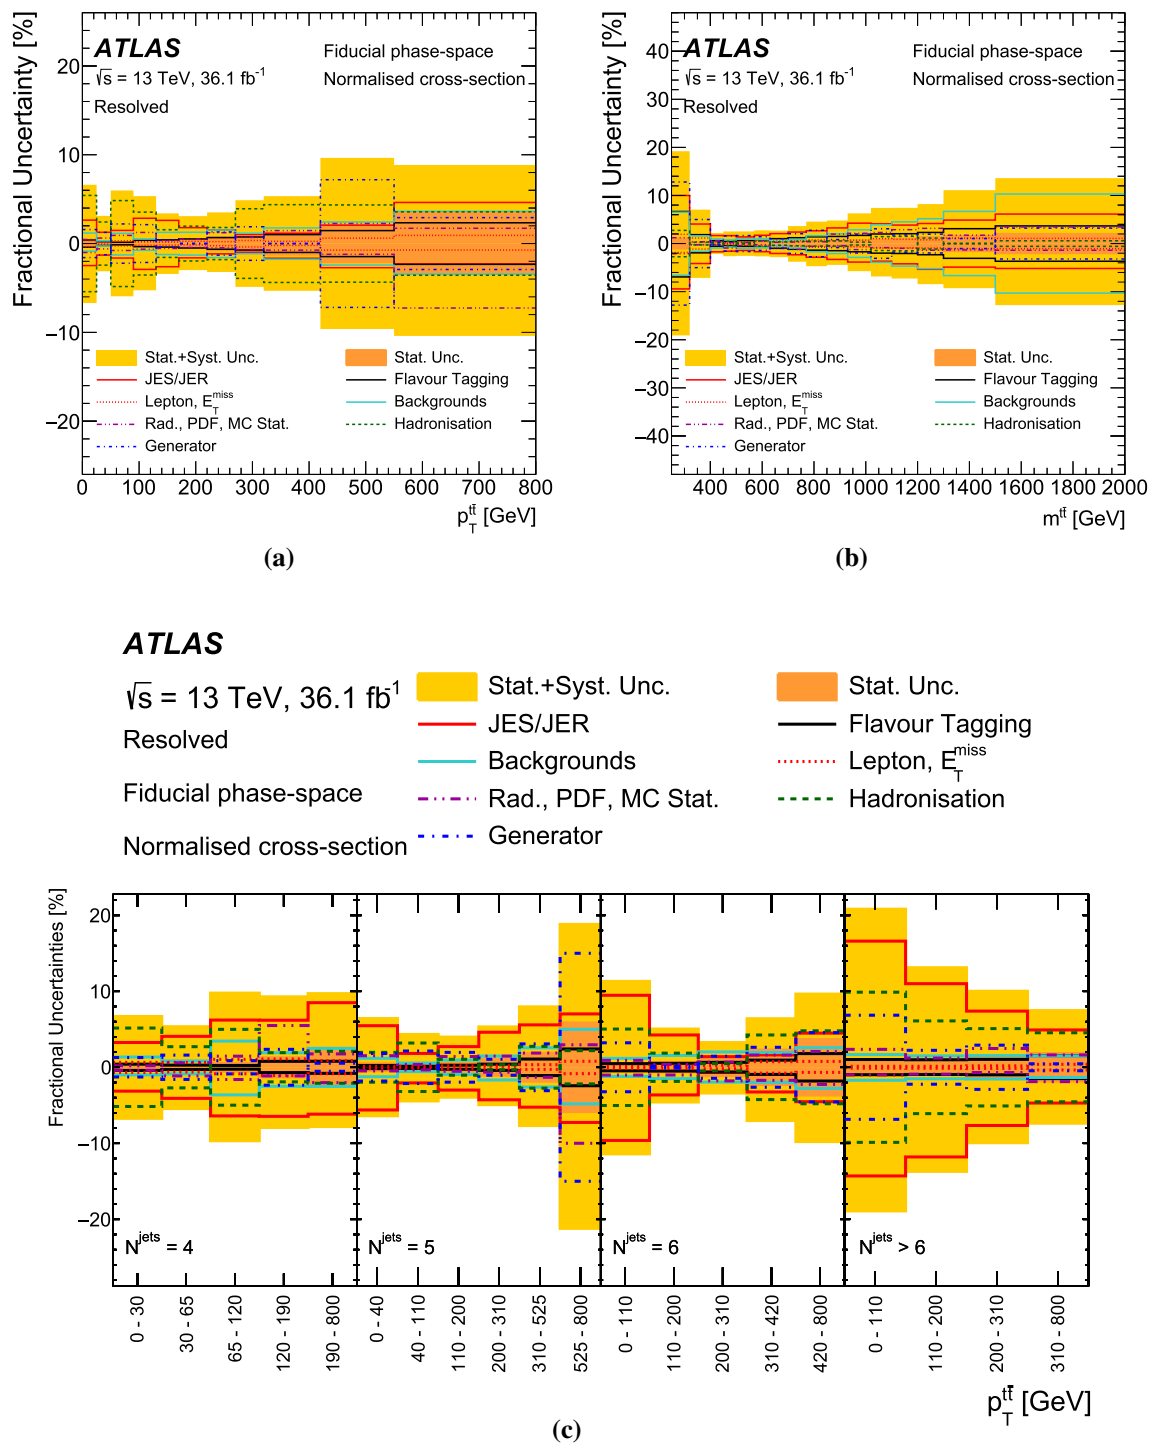 Fractional Uncertainty [%]
ATLAS
√s = 13 TeV, 36.1 fb⁻¹
Resolved
Fiducial phase-space
Normalised cross-section
20
10
0
−10
−20
Stat.+Syst. Unc.
Stat. Unc.
JES/JER
Flavour Tagging
Lepton, E_T^miss
Backgrounds
Rad., PDF, MC Stat.
Hadronisation
Generator
0 100 200 300 400 500 600 700 800
p_T^tt̄ [GeV]
(a)
Fractional Uncertainty [%]
ATLAS
√s = 13 TeV, 36.1 fb⁻¹
Resolved
Fiducial phase-space
Normalised cross-section
40
30
20
10
0
−10
−20
−30
−40
Stat.+Syst. Unc.
Stat. Unc.
JES/JER
Flavour Tagging
Lepton, E_T^miss
Backgrounds
Rad., PDF, MC Stat.
Hadronisation
Generator
400 600 800 1000 1200 1400 1600 1800 2000
m^tt̄ [GeV]
(b)
ATLAS
√s = 13 TeV, 36.1 fb⁻¹
Resolved
Fiducial phase-space
Normalised cross-section
Stat.+Syst. Unc.
Stat. Unc.
JES/JER
Flavour Tagging
Backgrounds
Lepton, E_T^miss
Rad., PDF, MC Stat.
Hadronisation
Generator
Fractional Uncertainties [%]
20
10
0
−10
−20
N^jets = 4
N^jets = 5
N^jets = 6
N^jets > 6
0 - 30
30 - 65
65 - 120
120 - 190
190 - 800
0 - 40
40 - 110
110 - 200
200 - 310
310 - 525
525 - 800
0 - 110
110 - 200
200 - 310
310 - 420
420 - 800
0 - 110
110 - 200
200 - 310
310 - 800
p_T^tt̄ [GeV]
(c)